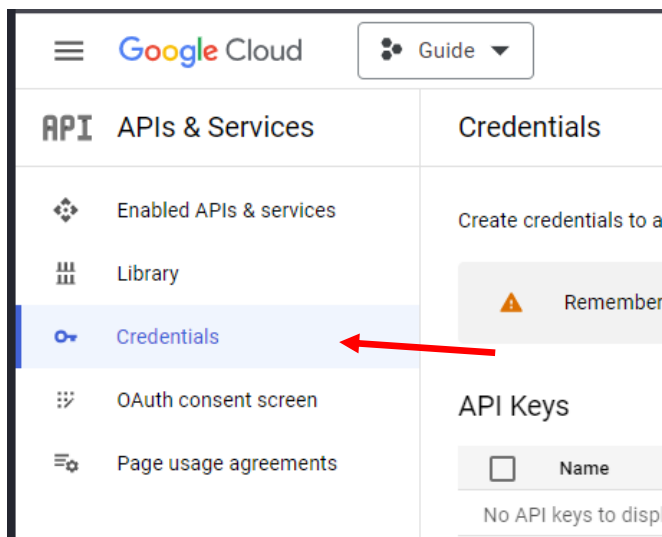 Google Cloud
Guide
API APIs & Services
Credentials
Enabled APIs & services
Library
Credentials
OAuth consent screen
Page usage agreements
Create credentials to a
Remember
API Keys
Name
No API keys to displ